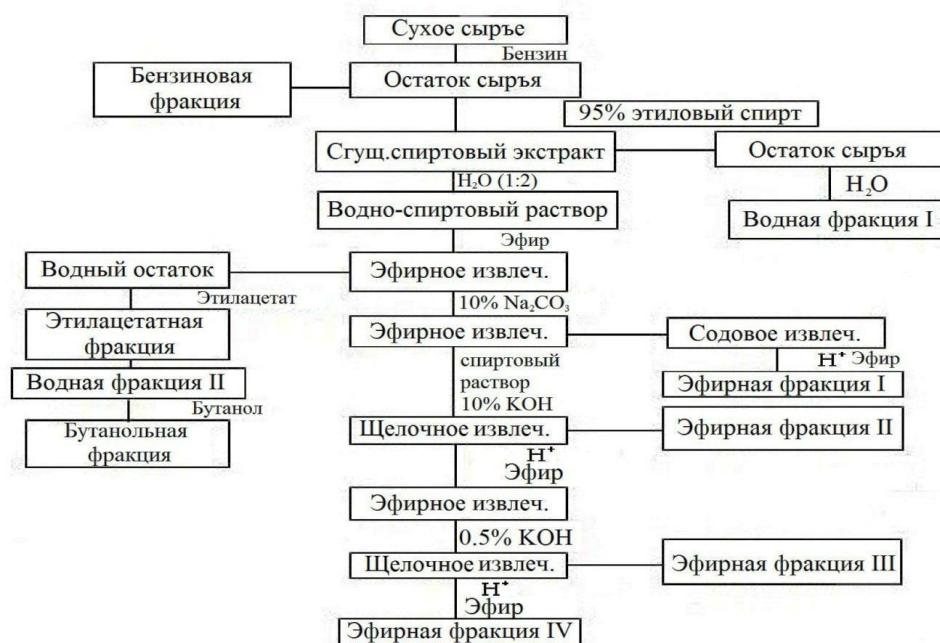 Сухое сыръе
Бензин
Бензиновая
фракция
Остаток сыръя
95% этиловый спирт
Сгущ.спиртовый экстракт
Остаток сыръя
H₂O (1:2)
H₂O
Водно-спиртовый раствор
Водная фракция I
Эфир
Водный остаток
Эфирное извлеч.
Этилацетат
10% Na₂CO₃
Этилацетатная
фракция
Эфирное извлеч.
Содовое извлеч.
H⁺ Эфир
спиртовый
раствор
10% KOH
Водная фракция II
Эфирная фракция I
Бутанол
Бутанольная
фракция
Щелочное извлеч.
Эфирная фракция II
H⁺
Эфир
Эфирное извлеч.
0.5% KOH
Щелочное извлеч.
Эфирная фракция III
H⁺
Эфир
Эфирная фракция IV